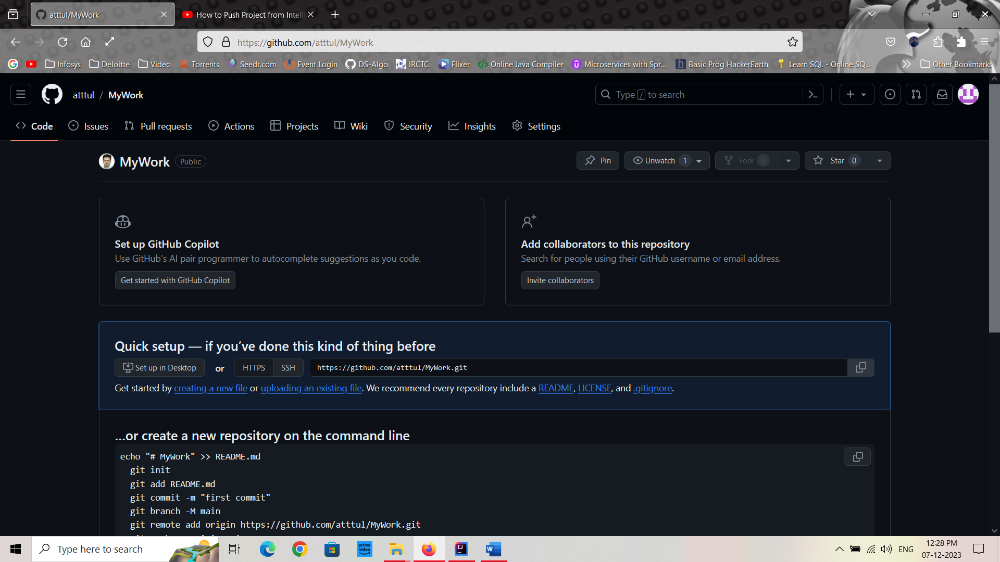 atttul/MyWork
How to Push Project from Intelli
https://github.com/atttul/MyWork
Infosys
Deloitte
Video
Torrents
Seedr.com
Event Login
DS-Algo
IRCTC
Flixer
Online Java Compiler
Microservices with Spr...
Basic Prog HackerEarth
Learn SQL - Online SQ...
Other Bookmarks
atttul / MyWork
Type / to search
Code
Issues
Pull requests
Actions
Projects
Wiki
Security
Insights
Settings
MyWork
Public
Pin
Unwatch 1
Fork 0
Star 0
Set up GitHub Copilot
Use GitHub's AI pair programmer to autocomplete suggestions as you code.
Get started with GitHub Copilot
Add collaborators to this repository
Search for people using their GitHub username or email address.
Invite collaborators
Quick setup — if you’ve done this kind of thing before
Set up in Desktop
or
HTTPS
SSH
https://github.com/atttul/MyWork.git
Get started by creating a new file or uploading an existing file. We recommend every repository include a README, LICENSE, and .gitignore.
…or create a new repository on the command line
echo "# MyWork" >> README.md
git init
git add README.md
git commit -m "first commit"
git branch -M main
git remote add origin https://github.com/atttul/MyWork.git
Type here to search
prime video
IJ
W
ENG
12:28 PM
07-12-2023